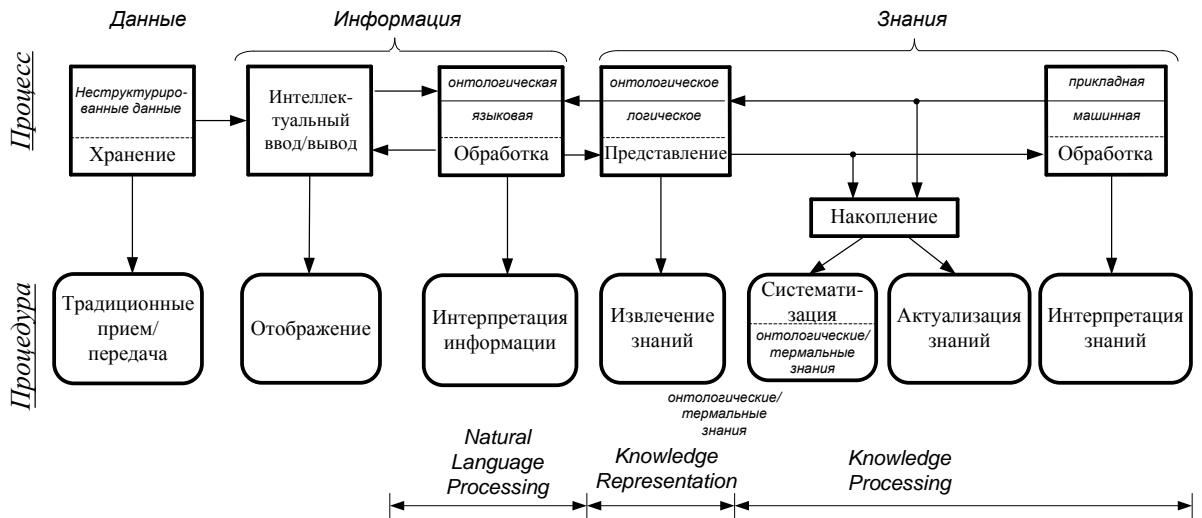 Данные
Информация
Знания
Процесс
Неструктуриро-
ванные данные
Хранение
Интеллек-
туальный
ввод/вывод
онтологическая
языковая
Обработка
онтологическое
логическое
Представление
прикладная
машинная
Обработка
Накопление
Процедура
Традиционные
прием/
передача
Отображение
Интерпретация
информации
Извлечение
знаний
Системати-
зация
онтологические/
термальные
знания
Актуализация
знаний
Интерпретация
знаний
онтологические/
термальные
знания
Natural
Language
Processing
Knowledge
Representation
Knowledge
Processing